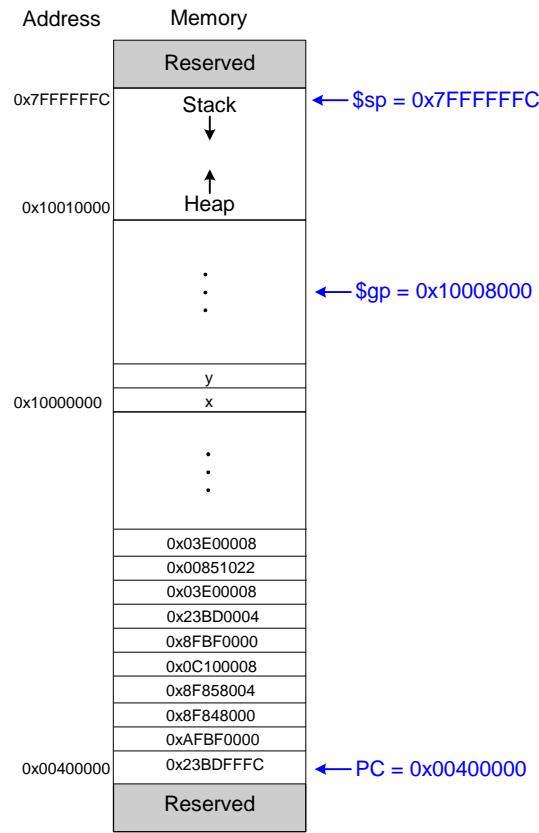 Address Memory
Reserved
0x7FFFFFFC Stack $sp = 0x7FFFFFFC
0x10010000 Heap
$gp = 0x10008000
y
0x10000000 x
0x03E00008
0x00851022
0x03E00008
0x23BD0004
0x8FBF0000
0x0C100008
0x8F858004
0x8F848000
0xAFBF0000
0x00400000 0x23BDFFFC PC = 0x00400000
Reserved